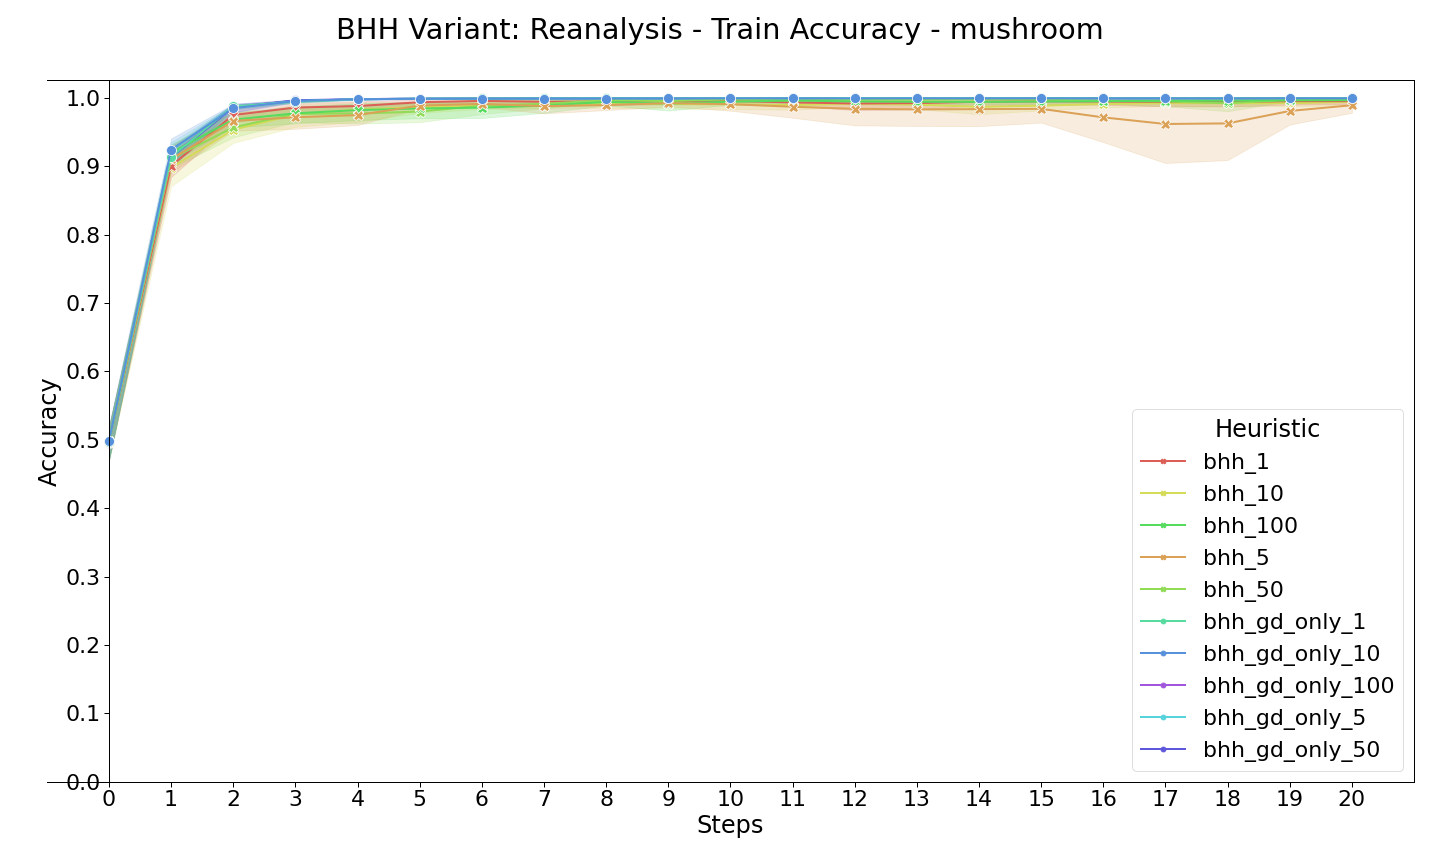 BHH Variant: Reanalysis - Train Accuracy - mushroom
1.0
0.9
0.8
0.7
0.6
0.5
0.4
0.3
0.2
0.1
0.0
Accuracy
Heuristic
bhh_1
bhh_10
bhh_100
bhh_5
bhh_50
bhh_gd_only_1
bhh_gd_only_10
bhh_gd_only_100
bhh_gd_only_5
bhh_gd_only_50
0 1 2 3 4 5 6 7 8 9 10 11 12 13 14 15 16 17 18 19 20
Steps